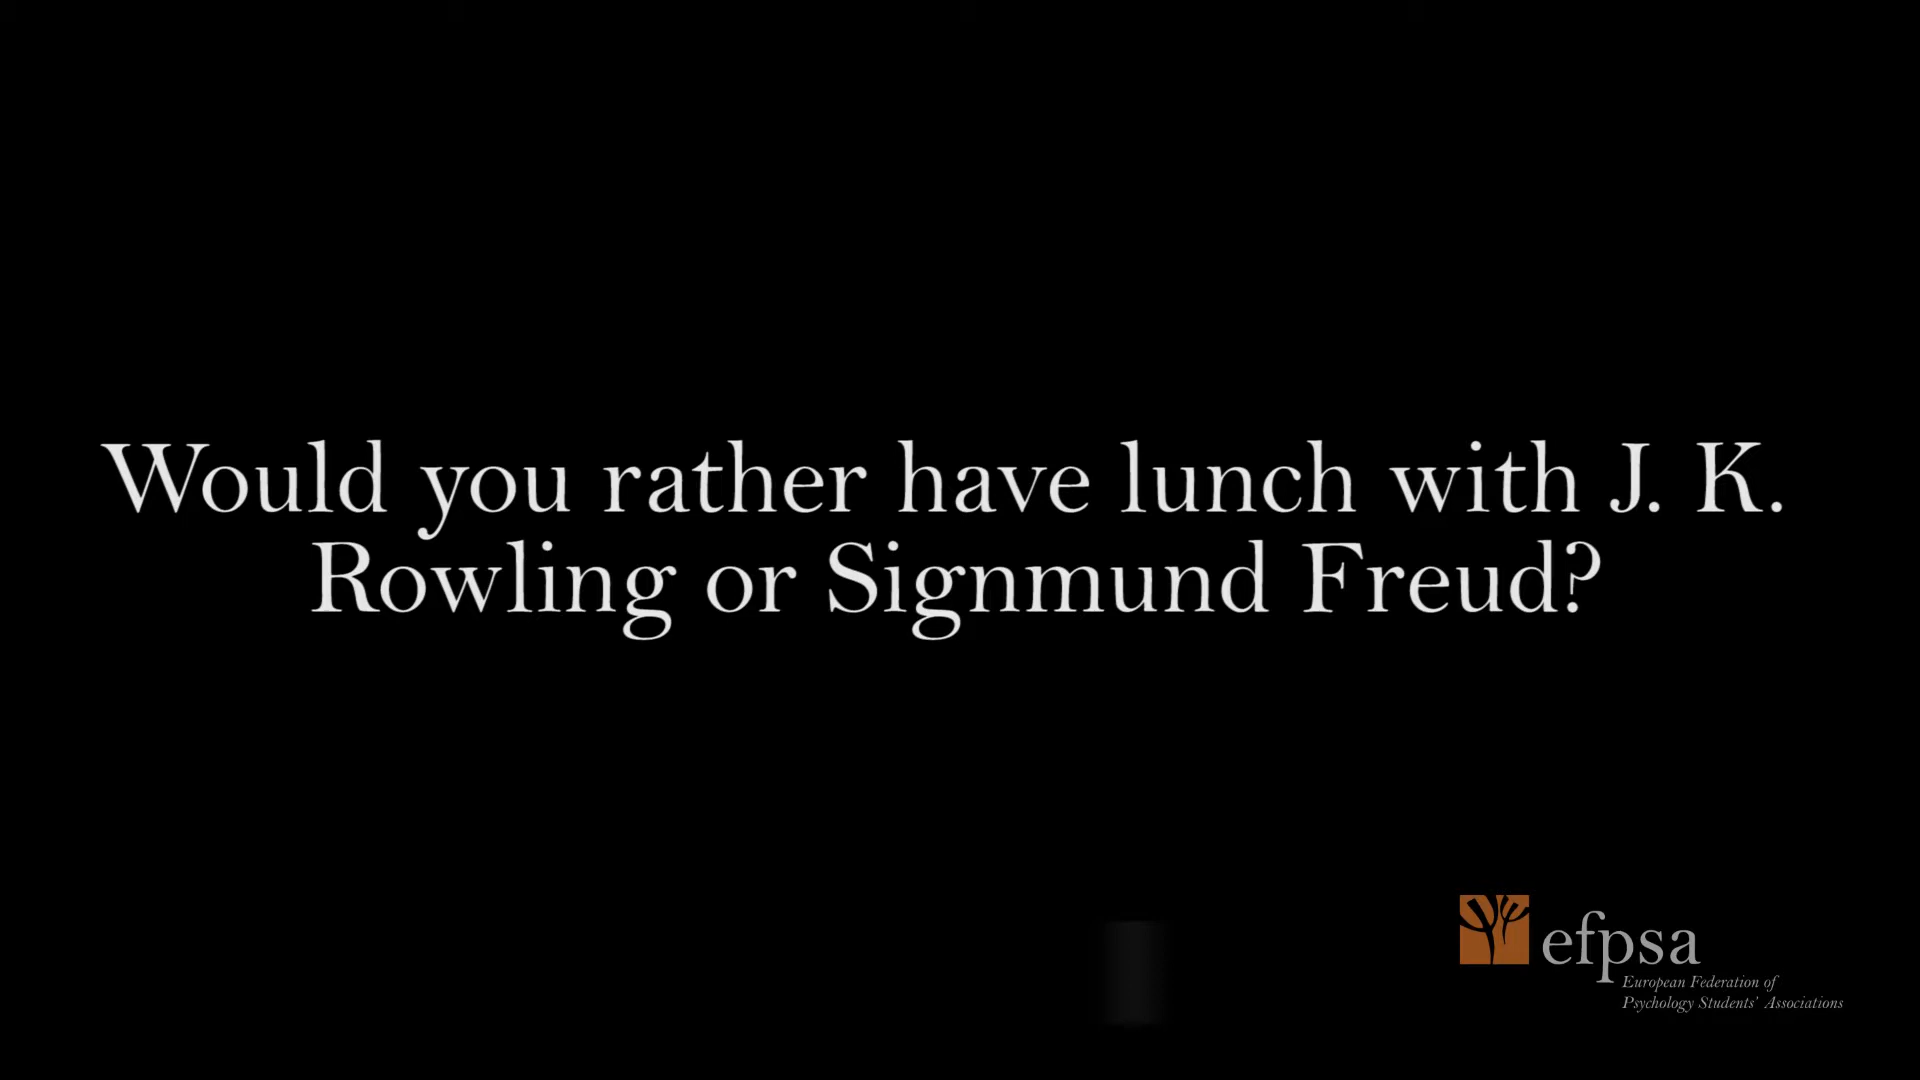 Would you rather have lunch with J. K.
Rowling or Signmund Freud?
efpsa
European Federation of
Psychology Students' Associations